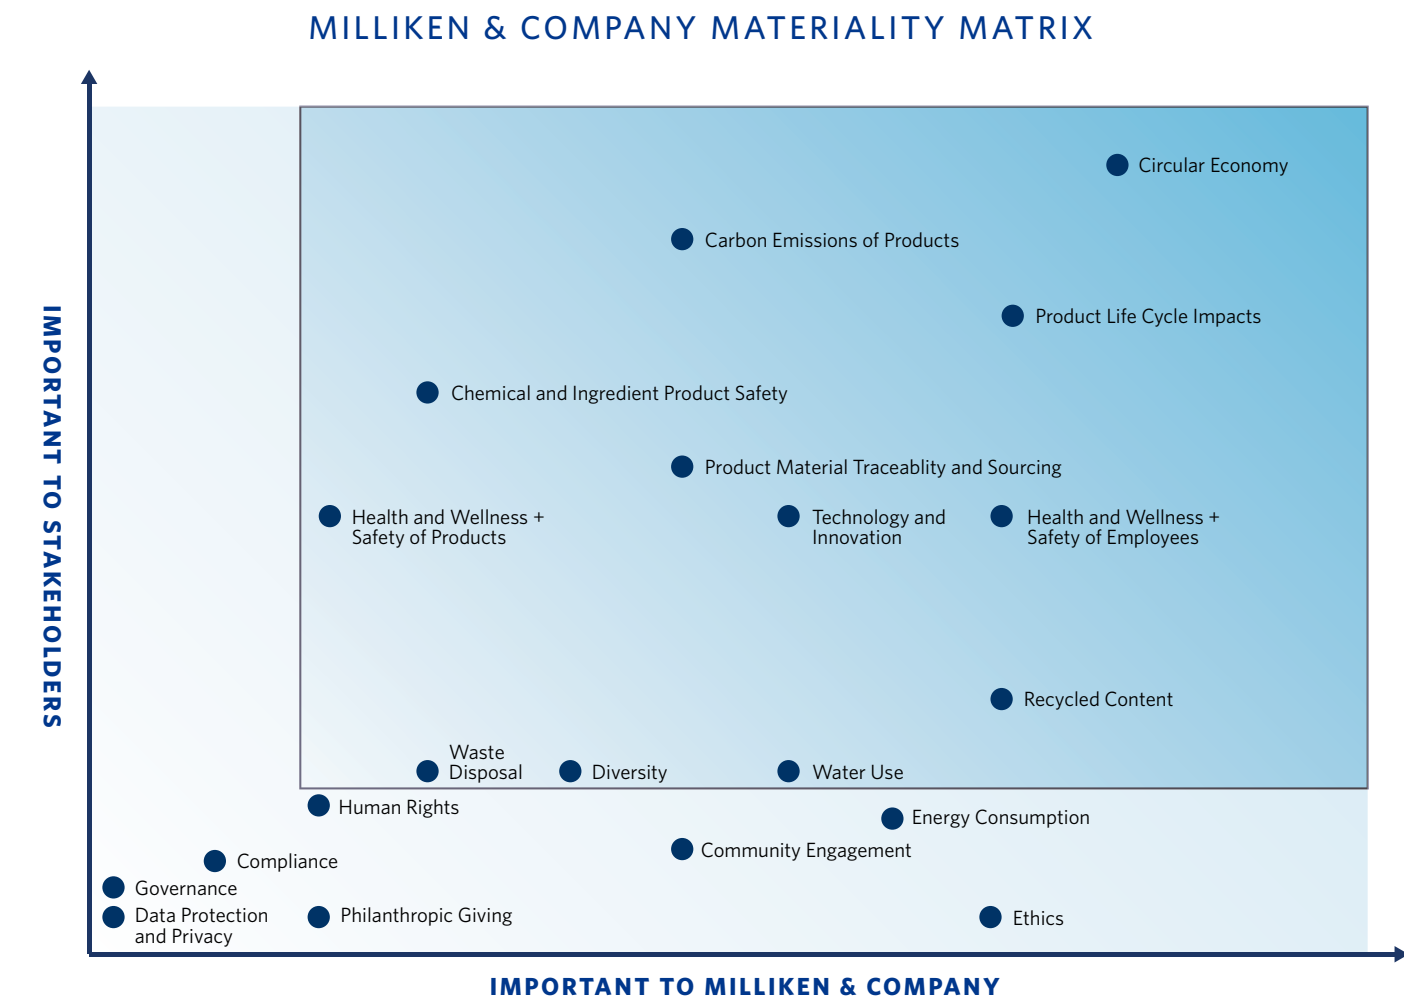 MILLIKEN & COMPANY MATERIALITY MATRIX
IMPORTANT TO STAKEHOLDERS
Circular Economy
Carbon Emissions of Products
Product Life Cycle Impacts
Chemical and Ingredient Product Safety
Product Material Traceablity and Sourcing
Health and Wellness +
Safety of Products
Technology and
Innovation
Health and Wellness +
Safety of Employees
Recycled Content
Waste
Disposal
Diversity
Water Use
Human Rights
Energy Consumption
Community Engagement
Compliance
Governance
Data Protection
and Privacy
Philanthropic Giving
Ethics
IMPORTANT TO MILLIKEN & COMPANY